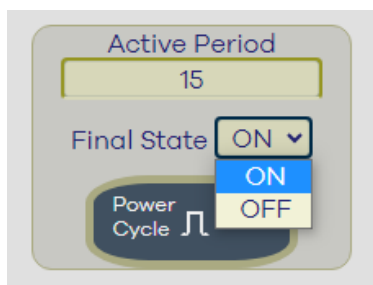 Active Period
15
Final State ON
ON
OFF
Power
Cycle